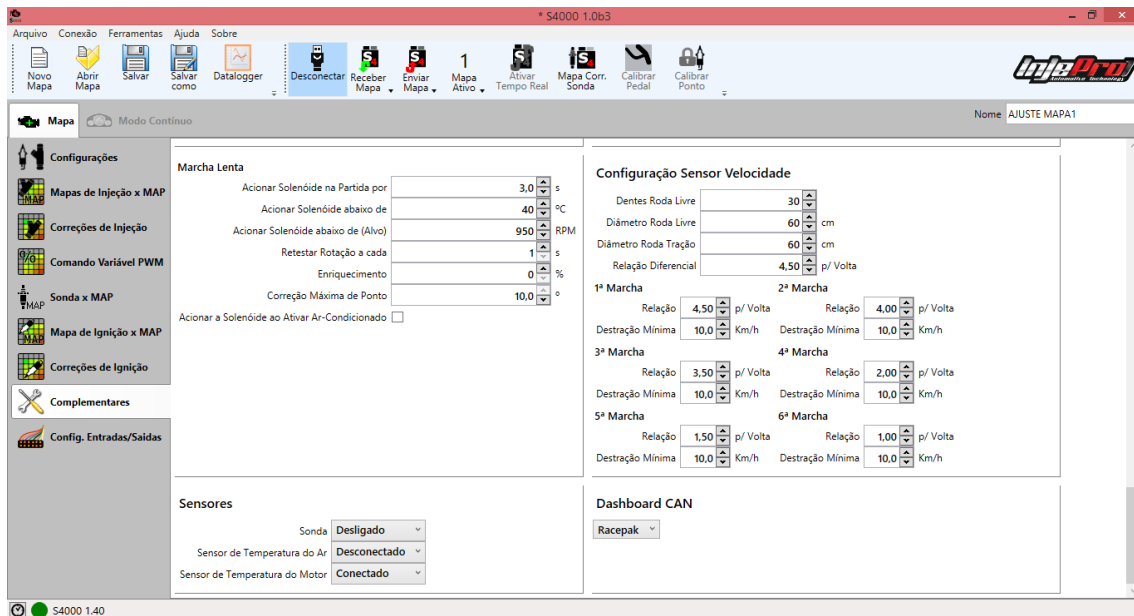 * S4000 1.0b3
Arquivo Conexão Ferramentas Ajuda Sobre
Novo Mapa
Abrir Mapa
Salvar
Salvar como
Datalogger
Desconectar
Receber Mapa
Enviar Mapa
1
Mapa Ativo
Ativar Tempo Real
Mapa Corr. Sonda
Calibrar Pedal
Calibrar Ponto
InjePro
Automotive Technology
Mapa
Modo Contínuo
Nome AJUSTE MAPA1
Configurações
Mapas de Injeção x MAP
Correções de Injeção
Comando Variável PWM
Sonda x MAP
Mapa de Ignição x MAP
Correções de Ignição
Complementares
Config. Entradas/Saidas
Marcha Lenta
Acionar Solenóide na Partida por 3,0 s
Acionar Solenóide abaixo de 40 ºC
Acionar Solenóide abaixo de (Alvo) 950 RPM
Retestar Rotação a cada 1 s
Enriquecimento 0 %
Correção Máxima de Ponto 10,0 º
Acionar a Solenóide ao Ativar Ar-Condicionado
Configuração Sensor Velocidade
Dentes Roda Livre 30
Diâmetro Roda Livre 60 cm
Diâmetro Roda Tração 60 cm
Relação Diferencial 4,50 p/ Volta
1ª Marcha 2ª Marcha
Relação 4,50 p/ Volta Relação 4,00 p/ Volta
Destração Mínima 10,0 Km/h Destração Mínima 10,0 Km/h
3ª Marcha 4ª Marcha
Relação 3,50 p/ Volta Relação 2,00 p/ Volta
Destração Mínima 10,0 Km/h Destração Mínima 10,0 Km/h
5ª Marcha 6ª Marcha
Relação 1,50 p/ Volta Relação 1,00 p/ Volta
Destração Mínima 10,0 Km/h Destração Mínima 10,0 Km/h
Sensores
Sonda Desligado
Sensor de Temperatura do Ar Desconectado
Sensor de Temperatura do Motor Conectado
Dashboard CAN
Racepak
S4000 1.40